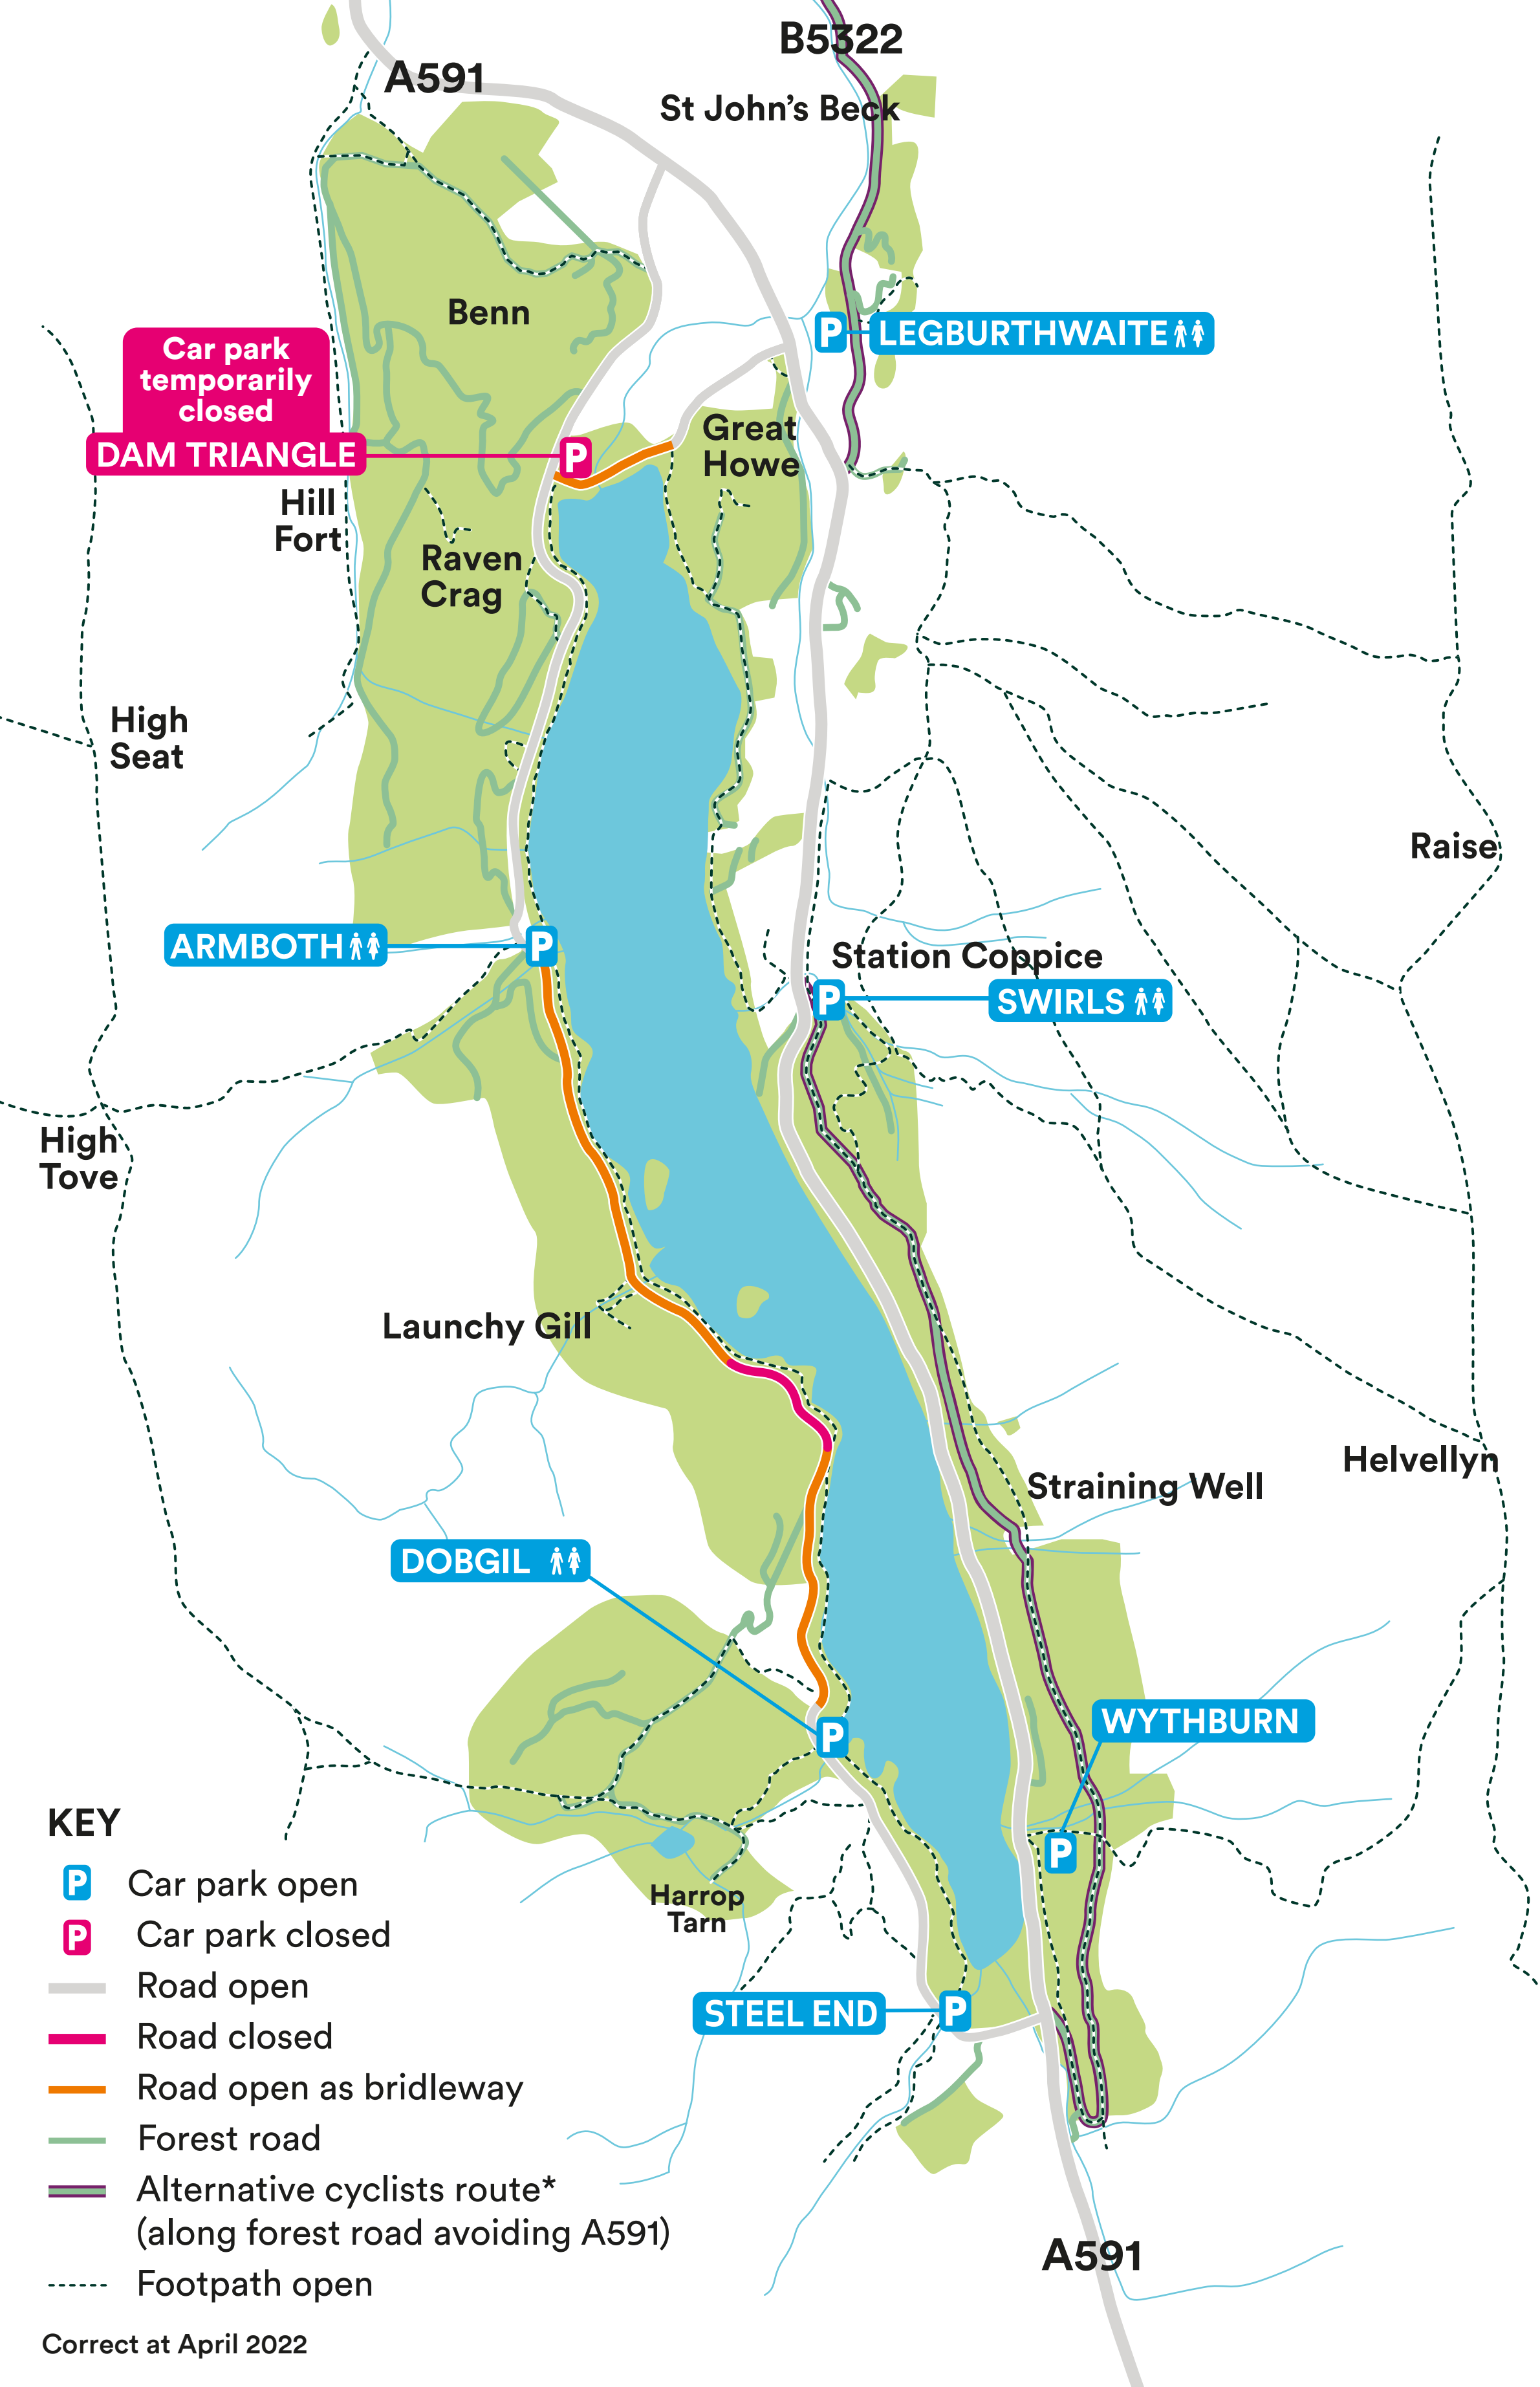 B5322
A591
St John's Beck
Benn
P
LEGBURTHWAITE
Car park
temporarily
closed
DAM TRIANGLE
P
Great
Howe
Hill
Fort
Raven
Crag
High
Seat
Raise
ARMBOTH
P
Station Coppice
P
SWIRLS
High
Tove
Launchy Gill
Helvellyn
Straining Well
DOBGIL
P
WYTHBURN
P
Harrop
Tarn
STEEL END
P
A591
KEY
P Car park open
P Car park closed
Road open
Road closed
Road open as bridleway
Forest road
Alternative cyclists route*
(along forest road avoiding A591)
Footpath open
Correct at April 2022